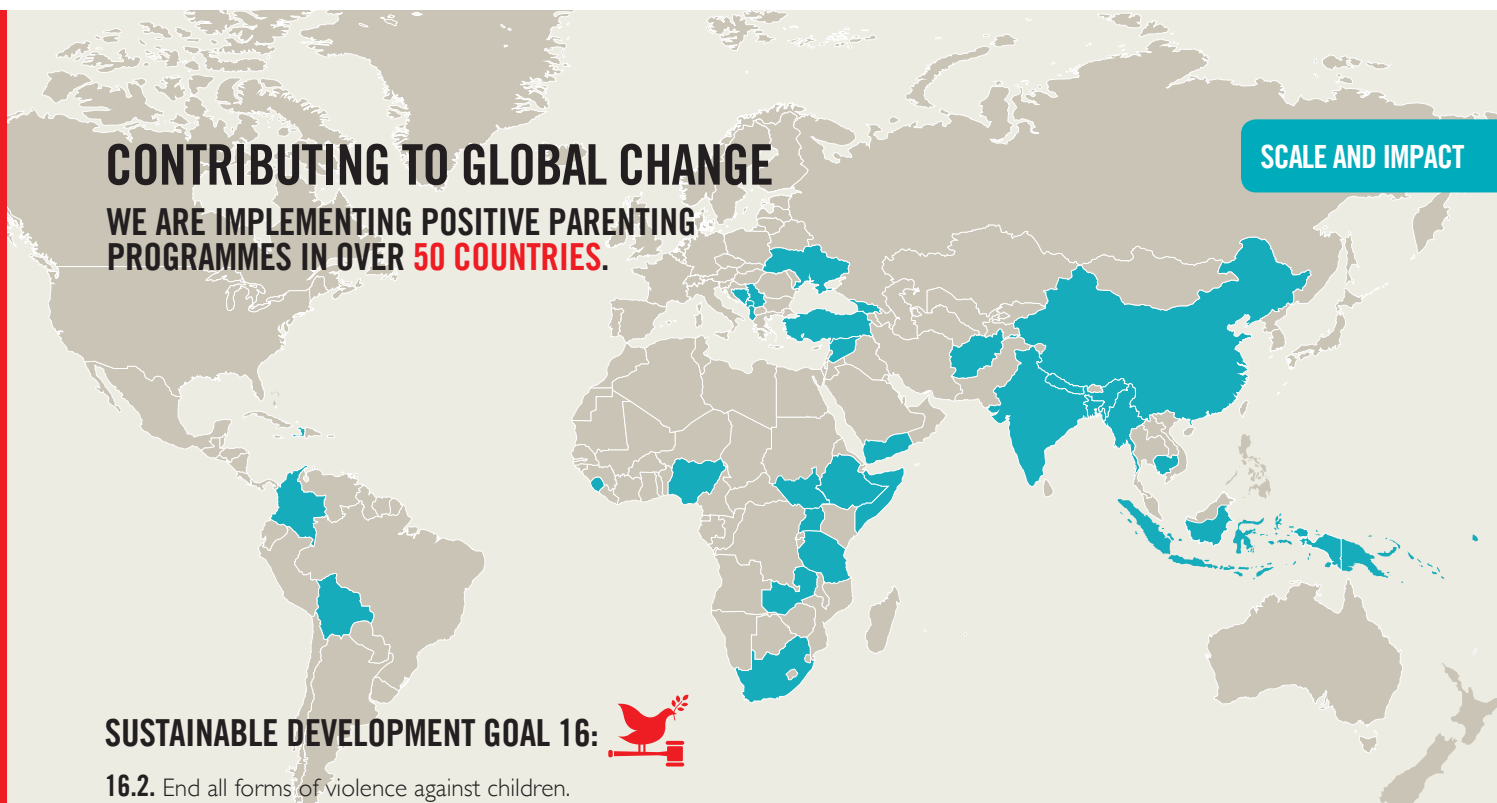 CONTRIBUTING TO GLOBAL CHANGE
WE ARE IMPLEMENTING POSITIVE PARENTING
PROGRAMMES IN OVER 50 COUNTRIES.
SCALE AND IMPACT
SUSTAINABLE DEVELOPMENT GOAL 16:
16.2. End all forms of violence against children.